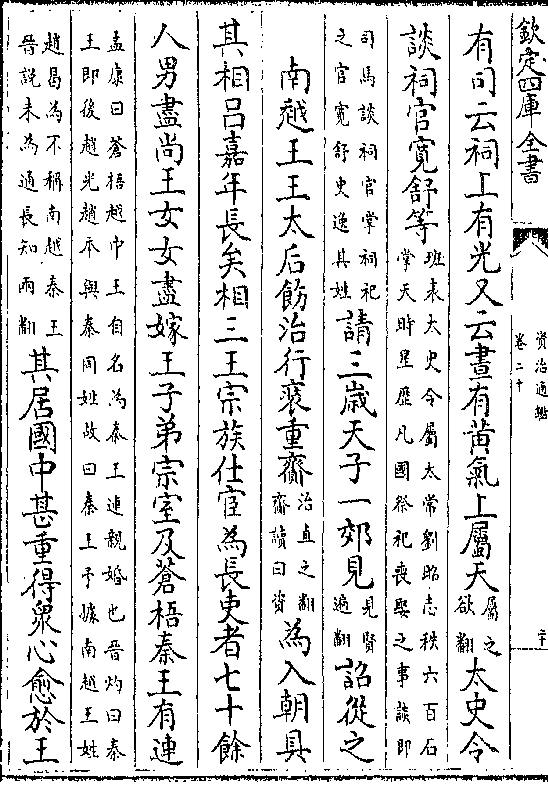 欽定四庫全書
資治通鑑
卷二十
有司云祠上有光又云晝有黃氣上屬天
屬之
欲翻
太史令
談祠官寛舒等
班表太史令屬太常劉昭志秩六百石
掌天時星歷凡國祭祀喪娶之事談即
司馬談祠官掌祠祀
之官寛舒史逸其姓
請三歲天子一郊見
見賢
遍翻
詔從之
南越王王太后飭治行裝重齎
治直之翻
齎讀曰資
為入朝具
其相吕嘉年長矣相三王宗族仕宦為長吏者七十餘
人男盡尚王女女盡嫁王子弟宗室及蒼梧秦王有連
孟康曰蒼梧越中王自名為秦王連親婚也晉灼曰秦
王即後越光趙本與秦同姓故曰秦王予據南越王姓
趙曷為不稱南越秦王
晉説未為通長知兩翻
其居國中甚重得衆心愈於王